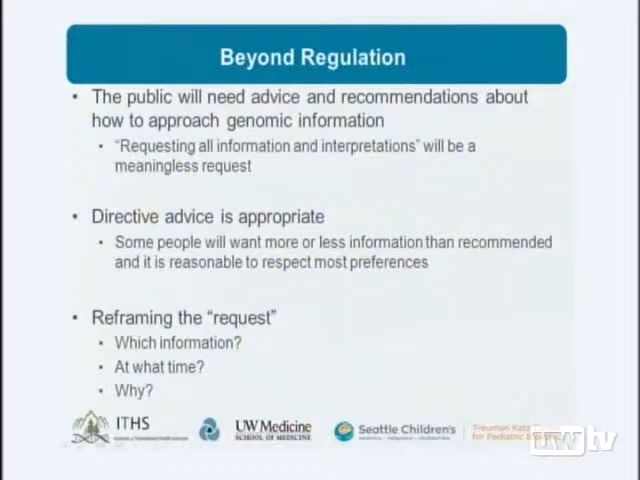 Beyond Regulation
• The public will need advice and recommendations about
how to approach genomic information
• “Requesting all information and interpretations” will be a
meaningless request
• Directive advice is appropriate
• Some people will want more or less information than recommended
and it is reasonable to respect most preferences
• Reframing the “request”
• Which information?
• At what time?
• Why?
ITHS
UW Medicine
SCHOOL OF MEDICINE
Seattle Children's
HOSPITAL • RESEARCH • FOUNDATION
Treuman Katz
for Pediatric
UWtv